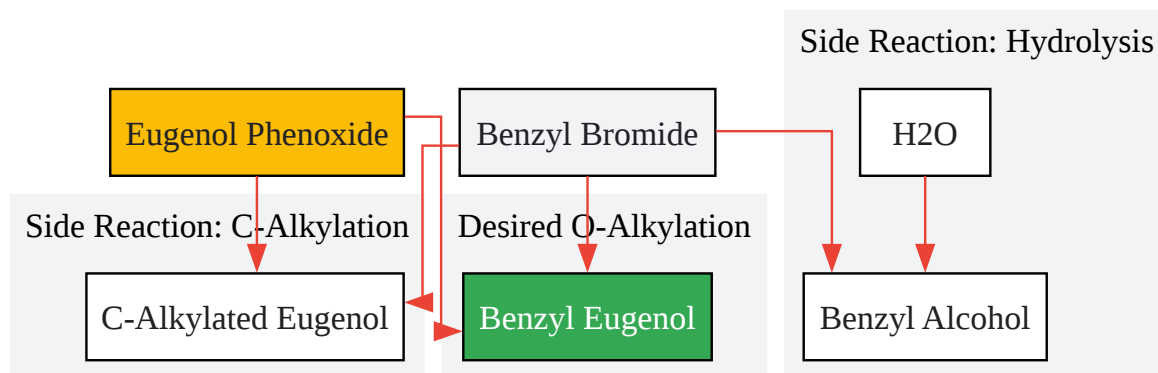 Side Reaction: Hydrolysis
Eugenol Phenoxide
Benzyl Bromide
H2O
Side Reaction: C-Alkylation
Desired O-Alkylation
C-Alkylated Eugenol
Benzyl Eugenol
Benzyl Alcohol